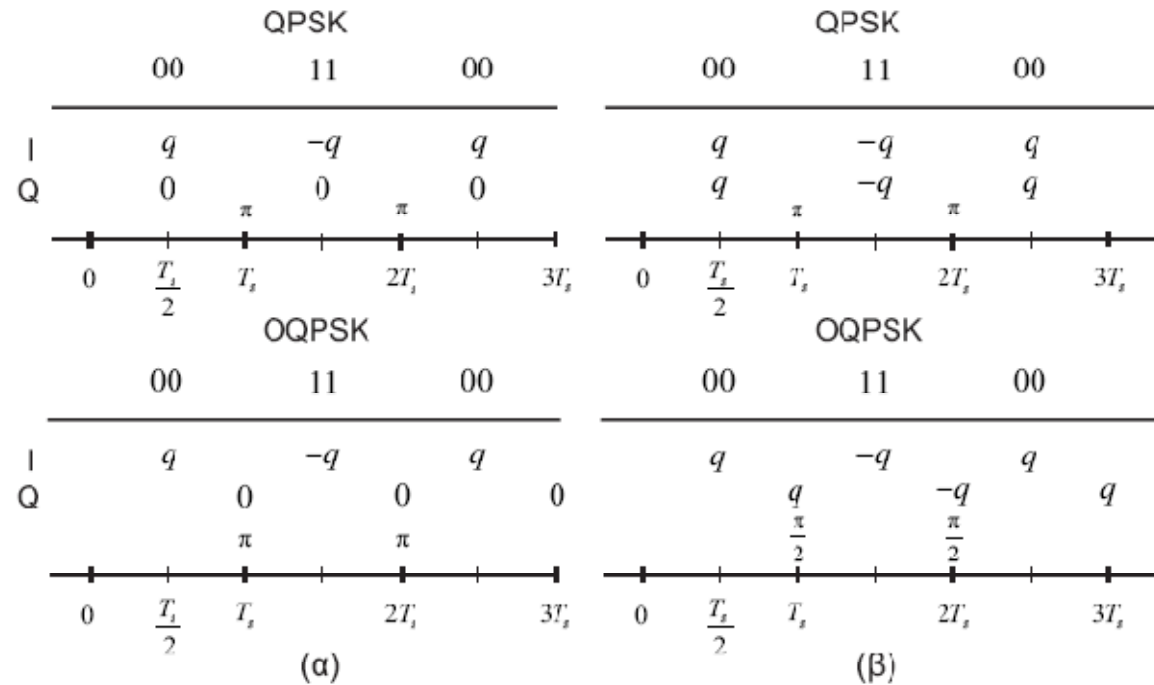 QPSK
00 11 00
I q −q q
Q 0 0 0
π π
0 Ts/2 Ts 2Ts 3Ts
OQPSK
00 11 00
I q −q q
Q 0 0 0
π π
0 Ts/2 Ts 2Ts 3Ts
(α)
QPSK
00 11 00
q −q q
q −q q
π π
0 Ts/2 Ts 2Ts 3Ts
OQPSK
00 11 00
q −q q
q −q q
π/2 π/2
0 Ts/2 Ts 2Ts 3Ts
(β)